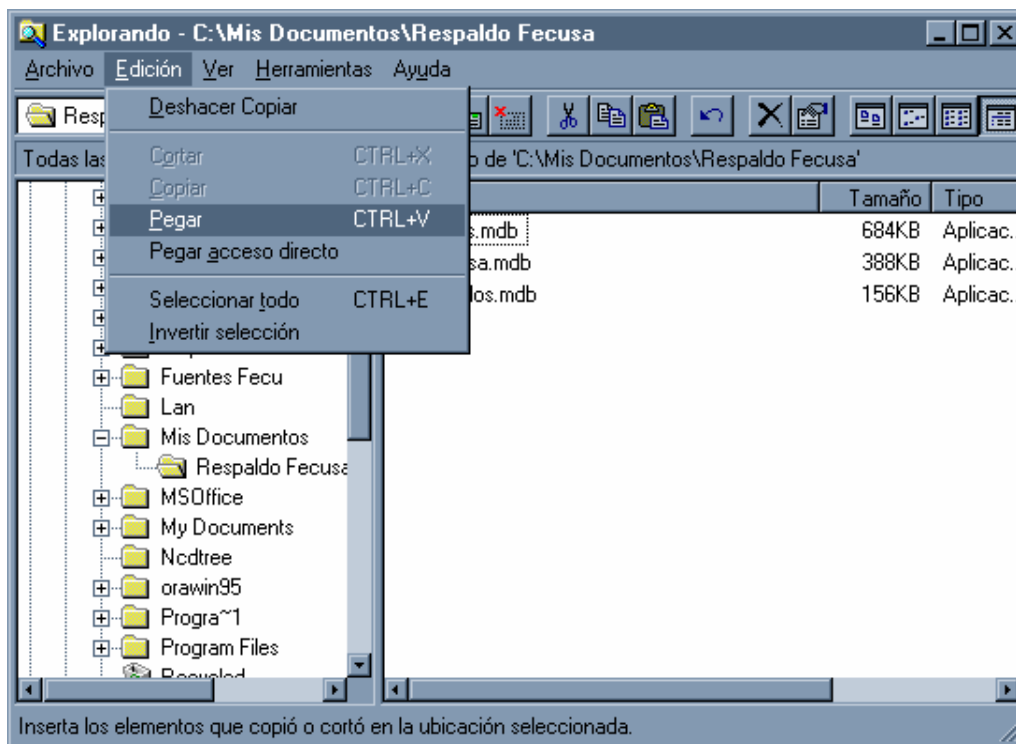 Explorando - C:\Mis Documentos\Respaldo Fecusa
Archivo Edición Ver Herramientas Ayuda
Deshacer Copiar
Cortar CTRL+X
Copiar CTRL+C
Pegar CTRL+V
Pegar acceso directo
Seleccionar todo CTRL+E
Invertir selección
Resp
Todas las
o de 'C:\Mis Documentos\Respaldo Fecusa'
Tamaño Tipo
s.mdb 684KB Aplicac..
sa.mdb 388KB Aplicac..
los.mdb 156KB Aplicac..
Fuentes Fecu
Lan
Mis Documentos
Respaldo Fecusa
MSOffice
My Documents
Ncdtree
orawin95
Progra~1
Program Files
Inserta los elementos que copió o cortó en la ubicación seleccionada.